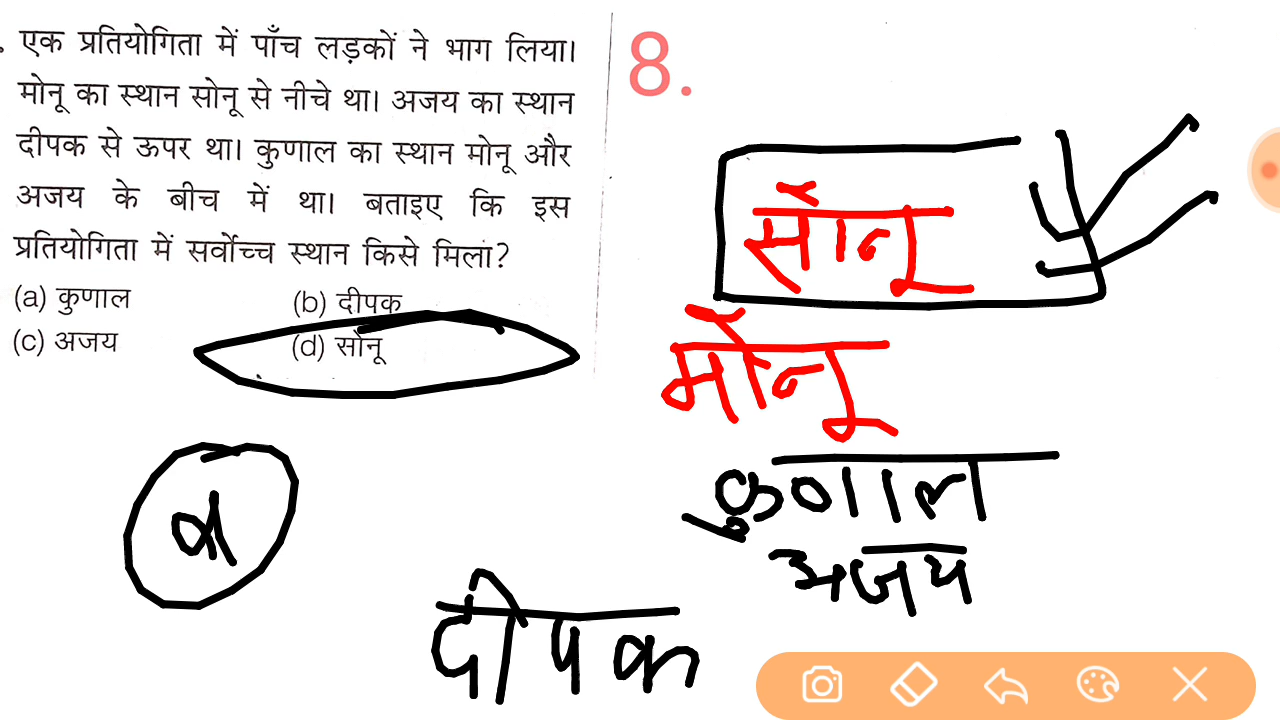 एक प्रतियोगिता में पाँच लड़कों ने भाग लिया।
मोनू का स्थान सोनू से नीचे था। अजय का स्थान
दीपक से ऊपर था। कुणाल का स्थान मोनू और
अजय के बीच में था। बताइए कि इस
प्रतियोगिता में सर्वोच्च स्थान किसे मिला?
(a) कुणाल (b) दीपक
(c) अजय (d) सोनू
8.
सोनू
मोनू
कुणाल
अजय
दीपक